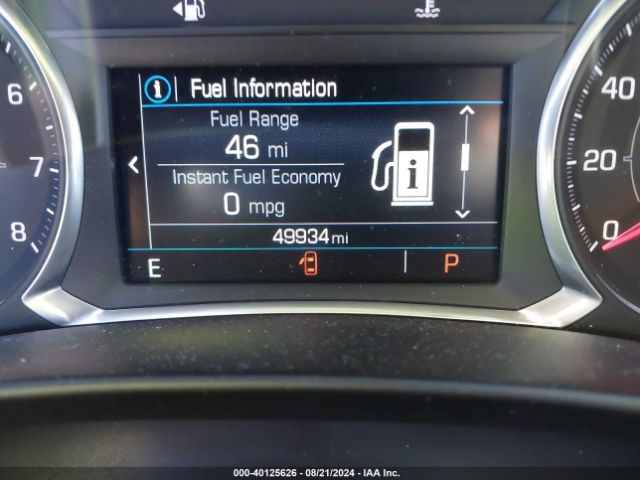 Fuel Information
Fuel Range
46 mi
Instant Fuel Economy
0 mpg
49934 mi
E
P
6
7
8
40
20
0
000-40125626 - 08/21/2024 - IAA Inc.